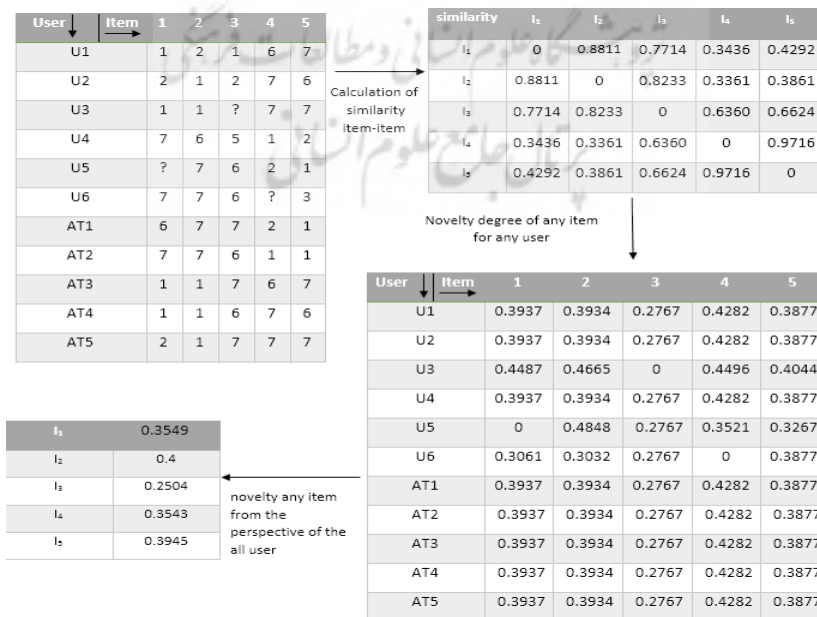 User Item 1 2 3 4 5
U1 1 2 1 6 7
U2 2 1 2 7 6
U3 1 1 ? 7 7
U4 7 6 5 1 2
U5 ? 7 6 2 1
U6 7 7 6 ? 3
AT1 6 7 7 2 1
AT2 7 7 6 1 1
AT3 1 1 7 6 7
AT4 1 1 6 7 6
AT5 2 1 7 7 7
Calculation of
similarity
item-item
similarity I₁ I₂ I₃ I₄ I₅
I₁ 0 0.8811 0.7714 0.3436 0.4292
I₂ 0.8811 0 0.8233 0.3361 0.3861
I₃ 0.7714 0.8233 0 0.6360 0.6624
I₄ 0.3436 0.3361 0.6360 0 0.9716
I₅ 0.4292 0.3861 0.6624 0.9716 0
پژوهشگاه علوم انسانی و مطالعات فرهنگی
پرتال جامع علوم انسانی
Novelty degree of any item
for any user
User Item 1 2 3 4 5
U1 0.3937 0.3934 0.2767 0.4282 0.3877
U2 0.3937 0.3934 0.2767 0.4282 0.3877
U3 0.4487 0.4665 0 0.4496 0.4044
U4 0.3937 0.3934 0.2767 0.4282 0.3877
U5 0 0.4848 0.2767 0.3521 0.3267
U6 0.3061 0.3032 0.2767 0 0.3877
AT1 0.3937 0.3934 0.2767 0.4282 0.3877
AT2 0.3937 0.3934 0.2767 0.4282 0.3877
AT3 0.3937 0.3934 0.2767 0.4282 0.3877
AT4 0.3937 0.3934 0.2767 0.4282 0.3877
AT5 0.3937 0.3934 0.2767 0.4282 0.3877
novelty any item
from the
perspective of the
all user
I₁ 0.3549
I₂ 0.4
I₃ 0.2504
I₄ 0.3543
I₅ 0.3945